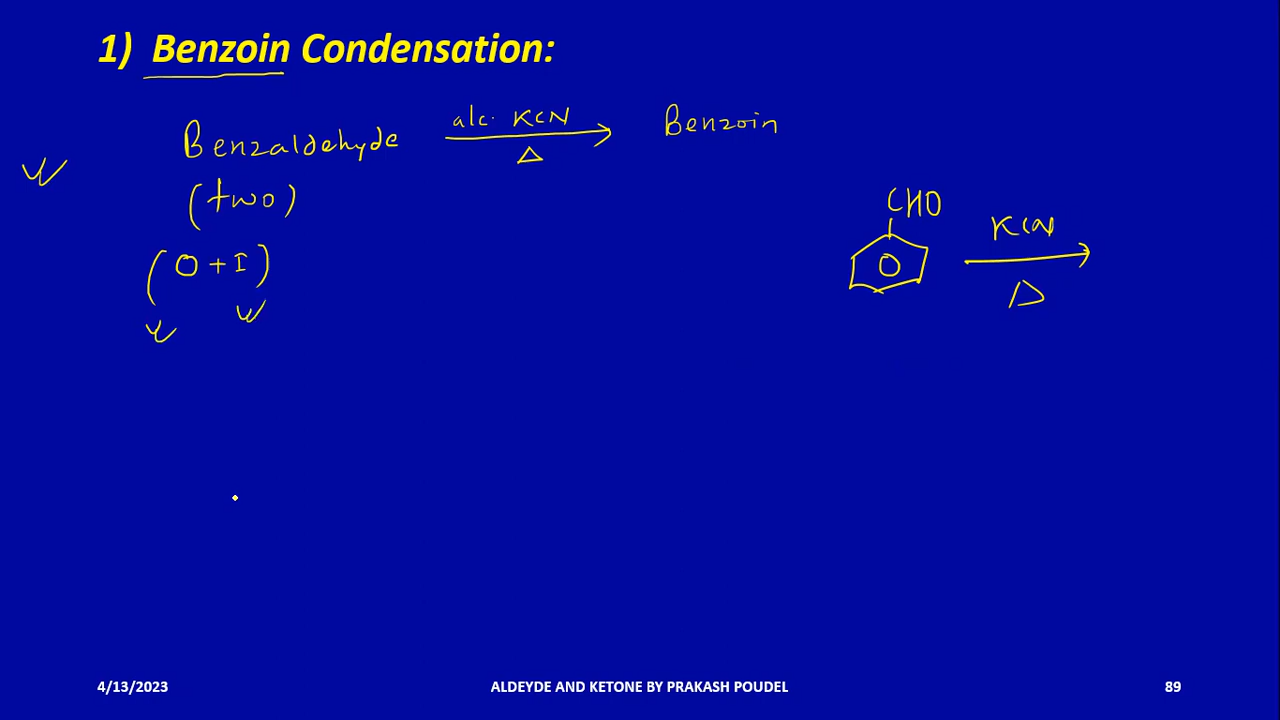 1) Benzoin Condensation:
Benzaldehyde alc. KCN Δ Benzoin
(two)
(O + I)
CHO
KCN
Δ
4/13/2023 ALDEYDE AND KETONE BY PRAKASH POUDEL 89